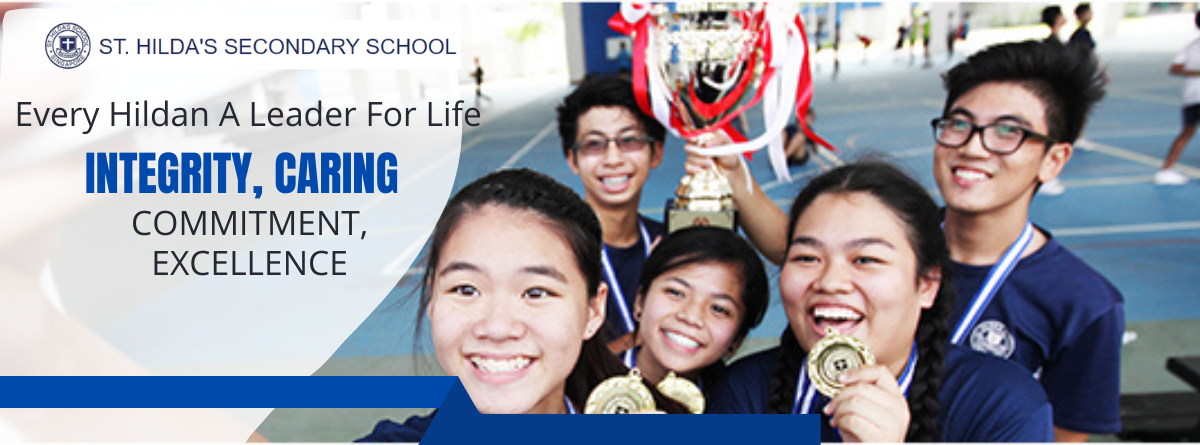 ST. HILDA'S SECONDARY SCHOOL
Every Hildan A Leader For Life
INTEGRITY, CARING
COMMITMENT,
EXCELLENCE